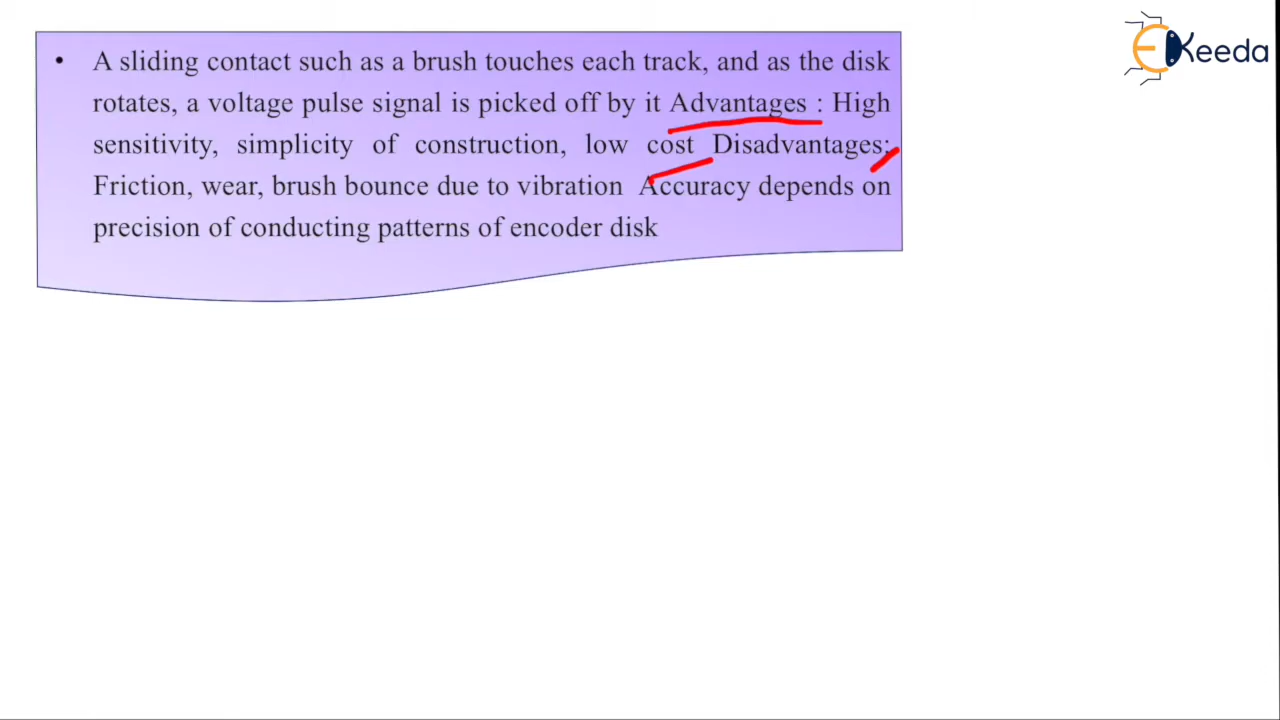 EKeeda
• A sliding contact such as a brush touches each track, and as the disk
rotates, a voltage pulse signal is picked off by it Advantages : High
sensitivity, simplicity of construction, low cost Disadvantages:
Friction, wear, brush bounce due to vibration Accuracy depends on
precision of conducting patterns of encoder disk